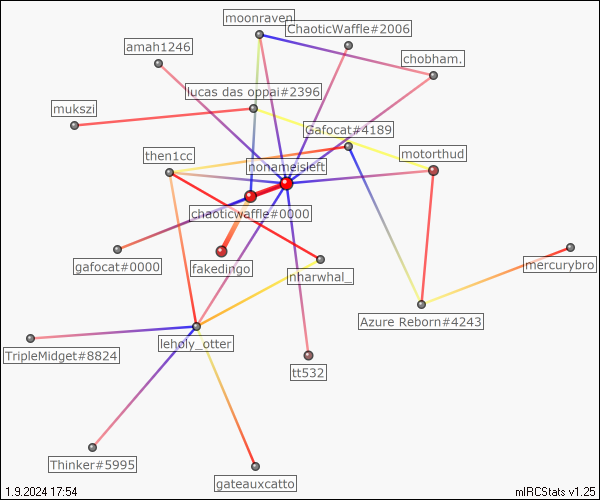 moonraven
ChaoticWaffle#2006
amah1246
chobham.
lucas das oppai#2396
mukszi
Gafocat#4189
then1cc
nonameisleft
motorthud
chaoticwaffle#0000
gafocat#0000
fakedingo
nharwhal_
mercurybro
Azure Reborn#4243
leholy_otter
TripleMidget#8824
tt532
Thinker#5995
gateauxcatto
1.9.2024 17:54
mIRCStats v1.25